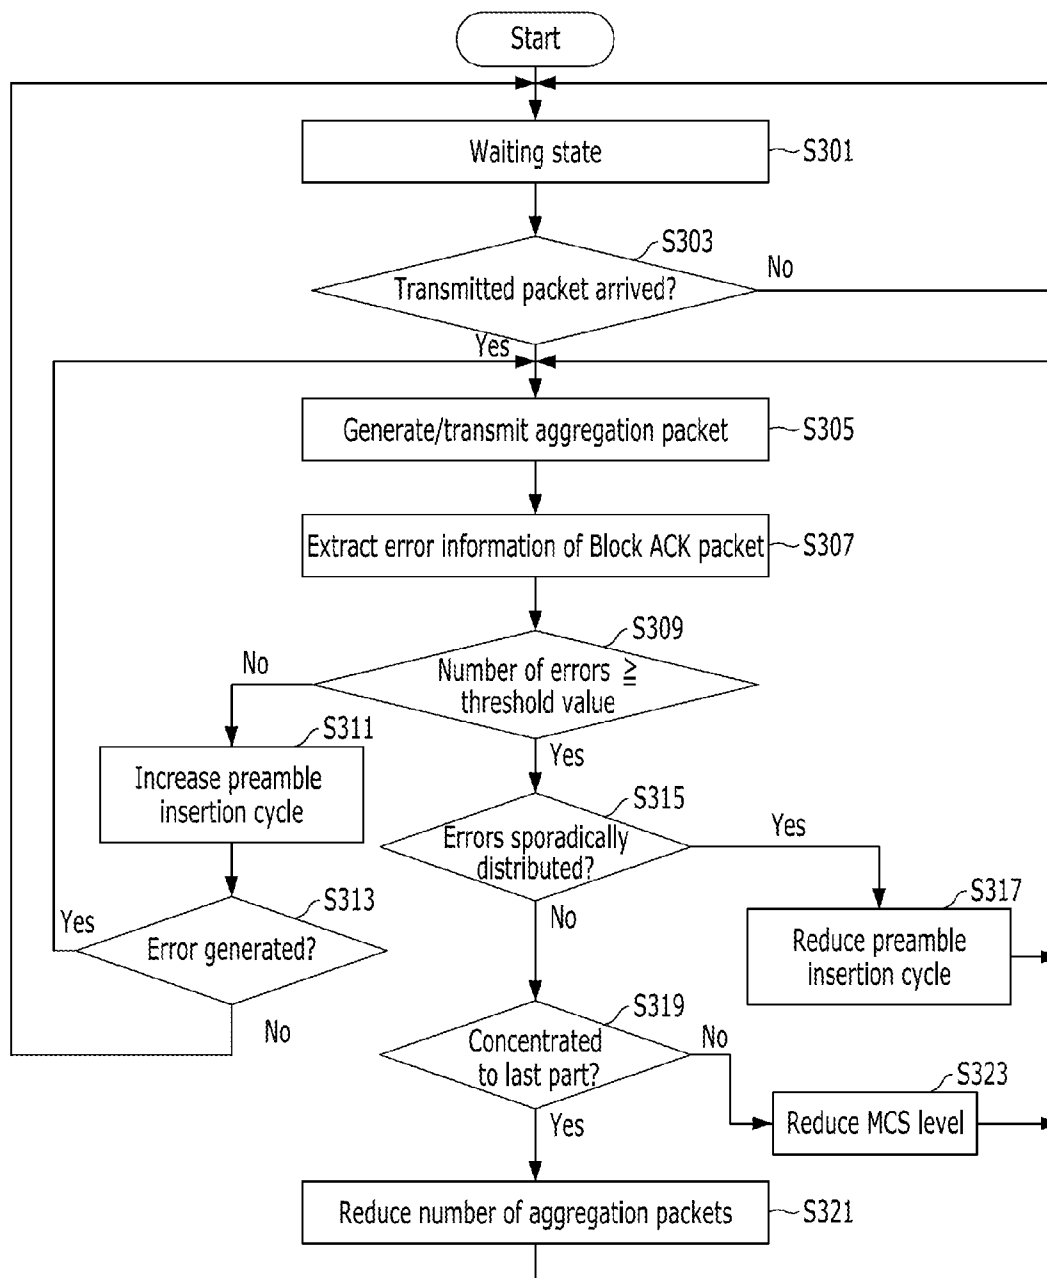 Start
Waiting state
S301
S303
Transmitted packet arrived?
No
Yes
Generate/transmit aggregation packet
S305
Extract error information of Block ACK packet
S307
S309
Number of errors ≧
threshold value
No
Yes
S311
Increase preamble
insertion cycle
S315
Errors sporadically
distributed?
Yes
No
S313
Error generated?
Yes
No
S317
Reduce preamble
insertion cycle
S319
Concentrated
to last part?
No
Yes
S323
Reduce MCS level
Reduce number of aggregation packets
S321